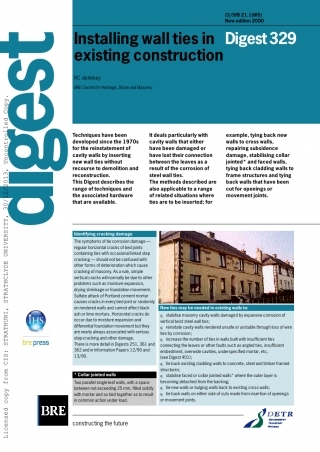 CI/SfB 21.1(W5)
New edition 2000
Installing wall ties in
existing construction
Digest 329
RC de Vekey
BRE Centre for Heritage, Stone and Masonry
digest
Techniques have been
developed since the 1970s
for the reinstatement of
cavity walls by inserting
new wall ties without
recourse to demolition and
reconstruction.
This Digest describes the
range of techniques and
the associated hardware
that are available.
It deals particularly with
cavity walls that either
have been damaged or
have lost their connection
between the leaves as a
result of the corrosion of
steel wall ties.
The methods described are
also applicable to a range
of related situations where
ties are to be inserted; for
example, tying back new
walls to cross walls,
repairing subsidence
damage, stabilising collar
jointed* and faced walls,
tying back cladding walls to
frame structures and tying
back walls that have been
cut for openings or
movement joints.
Identifying cracking damage
The symptoms of tie corrosion damage —
regular horizontal cracks of bed joints
containing ties with occasional linked step
cracking — should not be confused with
other forms of deterioration which cause
cracking of masonry. As a rule, simple
vertical cracks will normally be due to other
problems such as moisture expansion,
drying shrinkage or foundation movement.
Sulfate attack of Portland cement mortar
causes cracks in every bed joint or randomly
on rendered walls and cannot affect black
ash or lime mortars. Horizontal cracks do
occur due to moisture expansion and
differential foundation movement but they
are nearly always associated with serious
step cracking and other damage.
There is more detail in Digests 251, 361 and
362 and in Information Papers 12/90 and
13/90.
* Collar jointed walls
Two parallel single-leaf walls, with a space
between not exceeding 25 mm, filled solidly
with mortar and so tied together as to result
in common action under load.
New ties may be needed in existing walls to:
stabilise masonry cavity walls damaged by expansive corrosion of
vertical twist steel wall ties;
reinstate cavity walls rendered unsafe or unstable through loss of wire
ties by corrosion;
increase the number of ties in walls built with insufficient ties
connecting the leaves or other faults such as angled ties, insufficient
embedment, oversize cavities, underspecified mortar, etc,
(see Digest 401);
tie back existing cladding walls to concrete, steel and timber framed
structures;
stabilise faced or collar jointed walls* where the outer layer is
becoming detached from the backing;
tie new walls or bulging walls back to existing cross walls;
tie back walls on either side of cuts made from insertion of openings
or movement joints.
IHS
bre press
BRE
constructing the future
DETR
Licensed copy from CIS: STRATHUNI, STRATHCLYDE UNIVERSITY, 30/11/2013, Uncontrolled Copy.